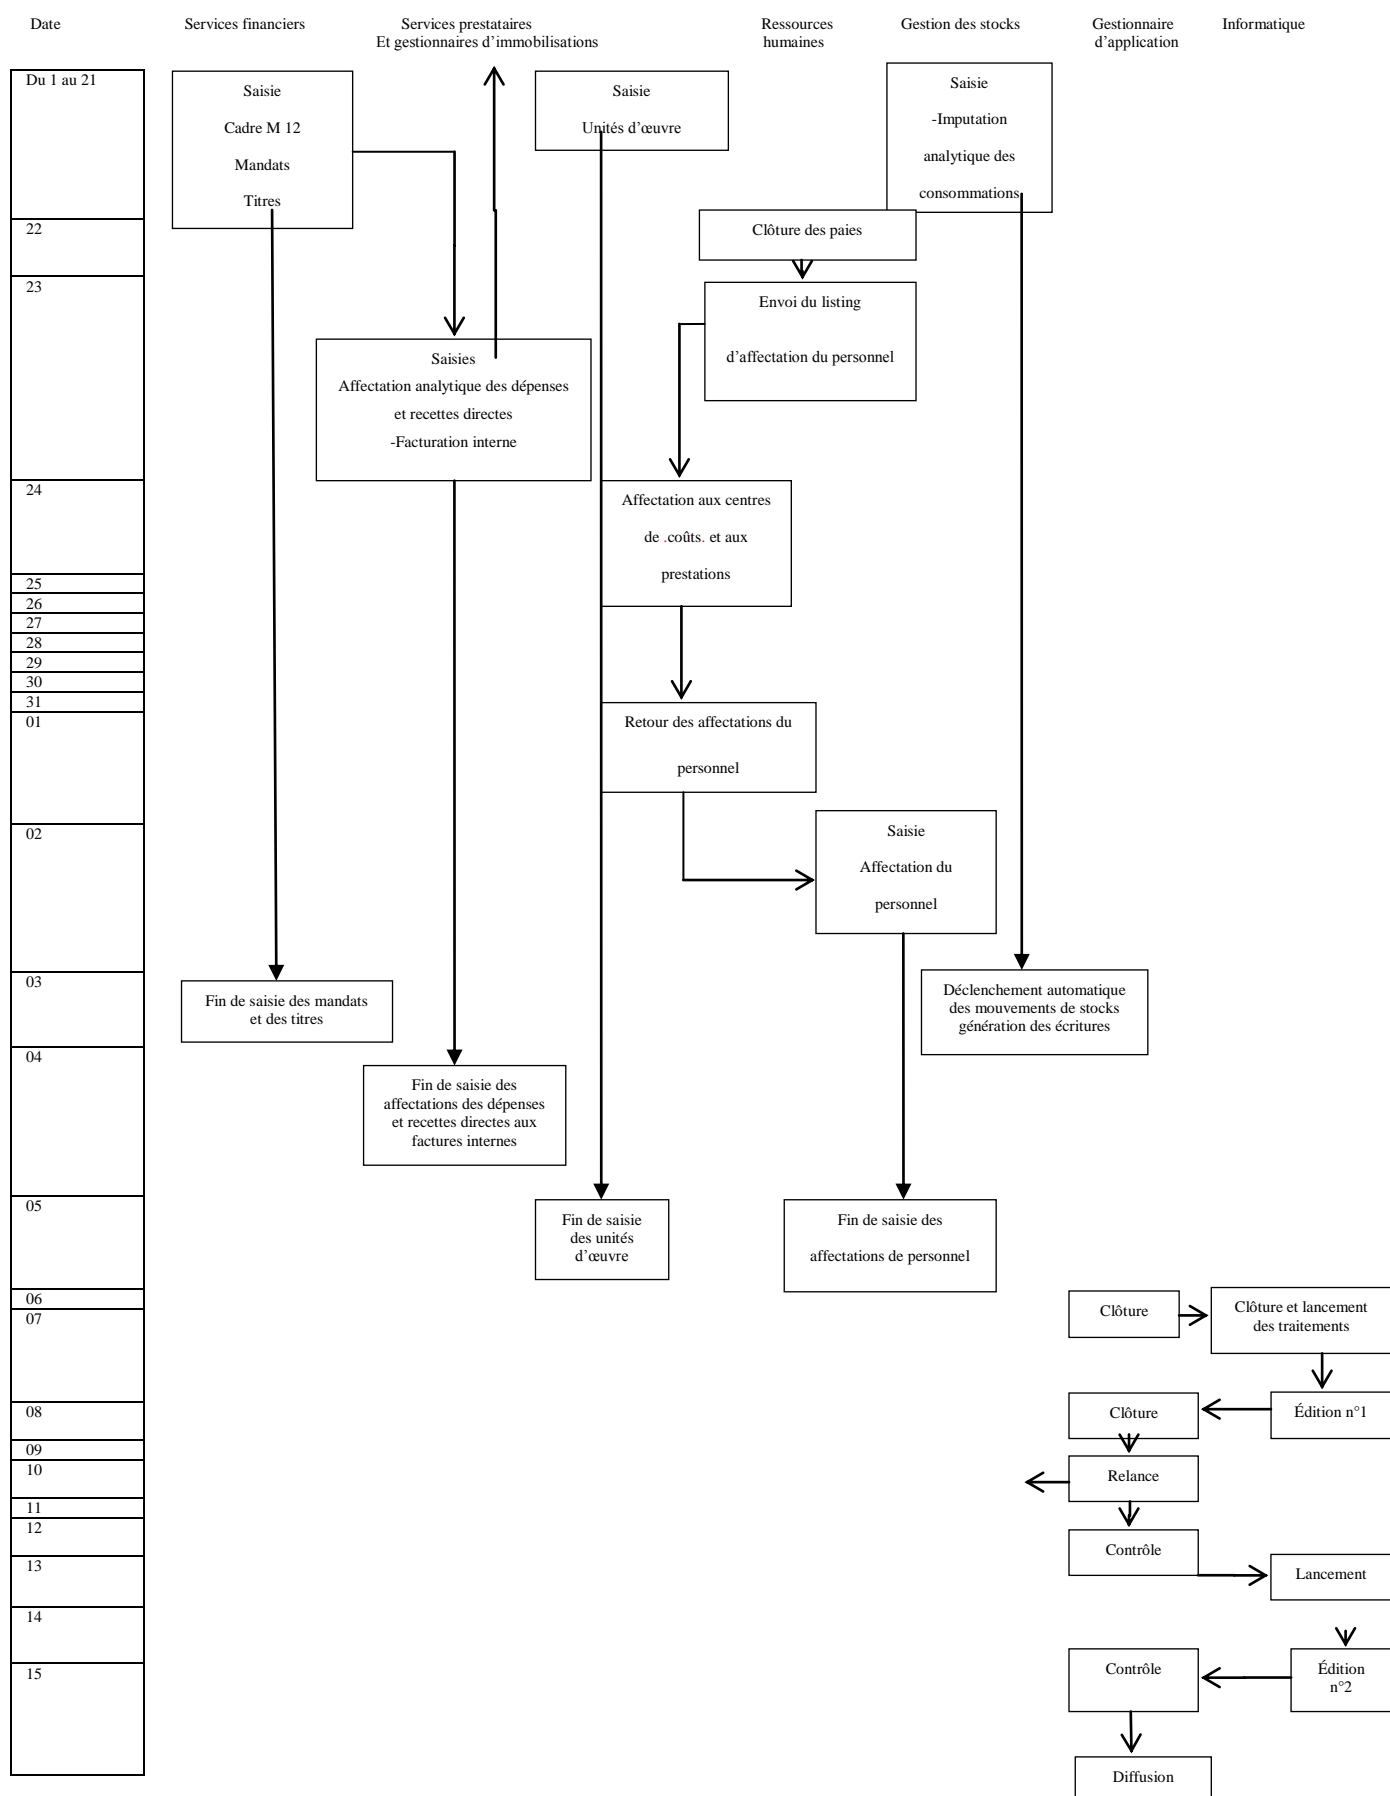 Date
Services financiers
Services prestataires
Et gestionnaires d’immobilisations
Ressources
humaines
Gestion des stocks
Gestionnaire
d’application
Informatique
Du 1 au 21
Saisie
Cadre M 12
Mandats
Titres
Saisie
Unités d’œuvre
Saisie
-Imputation
analytique des
consommations
22
Clôture des paies
23
Envoi du listing
d’affectation du personnel
Saisies
Affectation analytique des dépenses
et recettes directes
-Facturation interne
24
Affectation aux centres
de .coûts. et aux
prestations
25
26
27
28
29
30
31
01
Retour des affectations du
personnel
02
Saisie
Affectation du
personnel
03
Fin de saisie des mandats
et des titres
Déclenchement automatique
des mouvements de stocks
génération des écritures
04
Fin de saisie des
affectations des dépenses
et recettes directes aux
factures internes
05
Fin de saisie
des unités
d’œuvre
Fin de saisie des
affectations de personnel
06
07
Clôture
Clôture et lancement
des traitements
08
Clôture
Édition n°1
09
10
Relance
11
12
Contrôle
13
Lancement
14
15
Contrôle
Édition
n°2
Diffusion